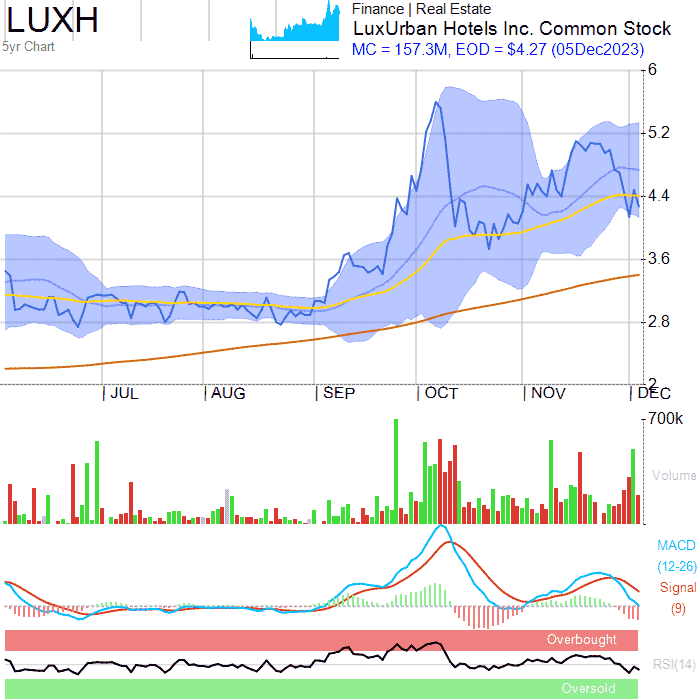 LUXH
5yr Chart
Finance | Real Estate
LuxUrban Hotels Inc. Common Stock
MC = 157.3M, EOD = $4.27 (05Dec2023)
6
5.2
4.4
3.6
2.8
2
JUL AUG SEP OCT NOV DEC
700k
Volume
MACD
(12-26)
Signal
(9)
Overbought
RSI(14)
Oversold